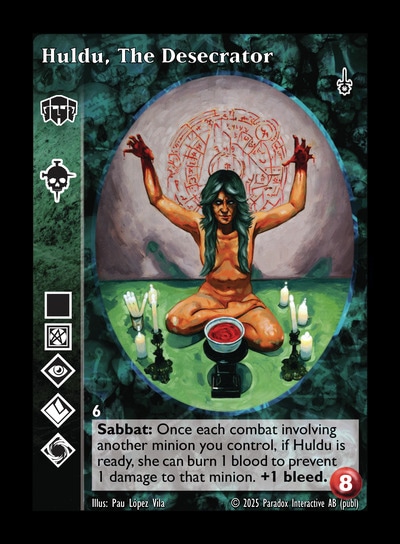 Huldu, The Desecrator
6
Sabbat: Once each combat involving
another minion you control, if Huldu is
ready, she can burn 1 blood to prevent
1 damage to that minion. +1 bleed.
8
Illus: Pau López Vila © 2025 Paradox Interactive AB (publ)